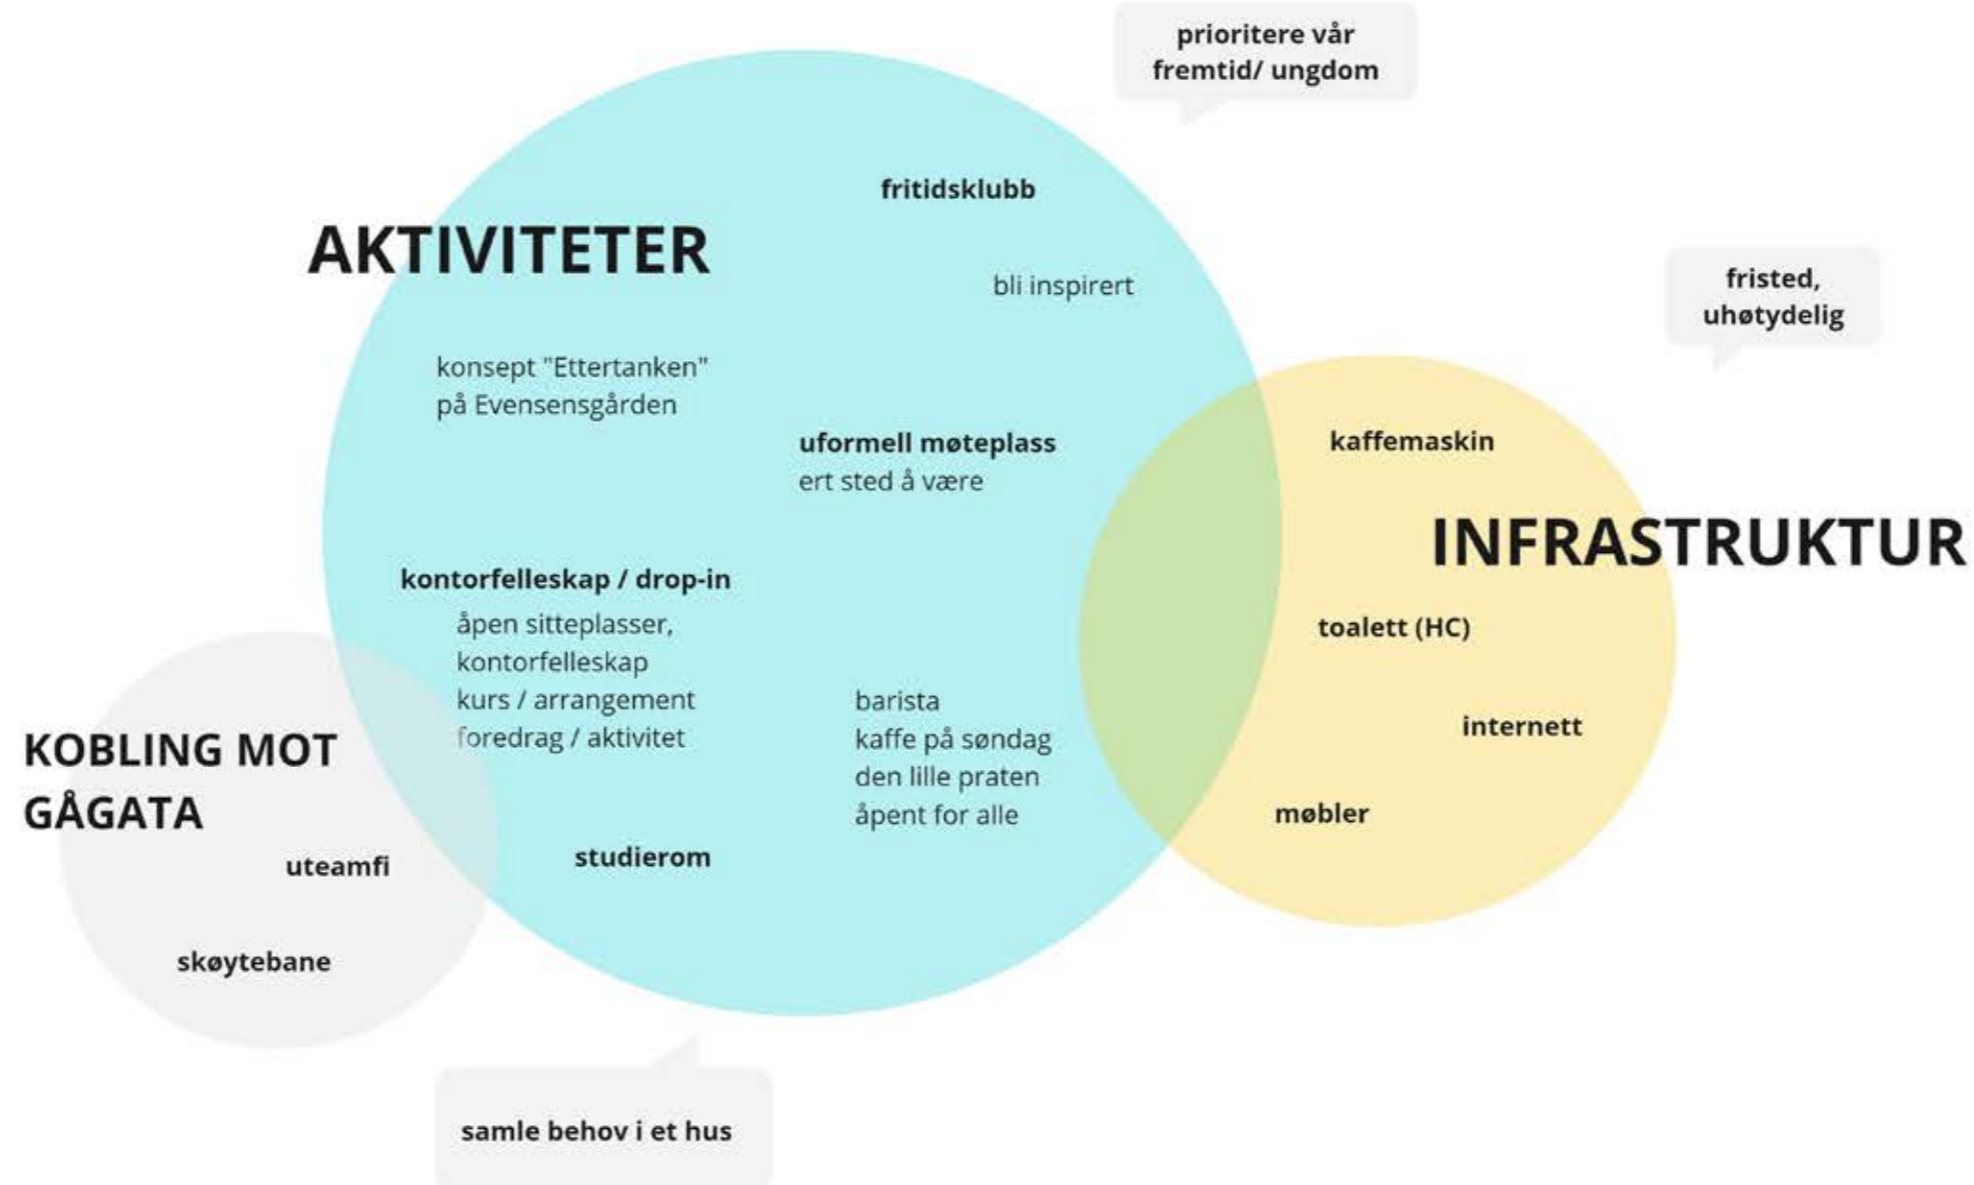 prioritere vår
fremtid/ ungdom
fritidsklubb
AKTIVITETER
bli inspirert
fristed,
uhøtydelig
konsept "Ettertanken"
på Evensensgården
uformell møteplass
ert sted å være
kaffemaskin
INFRASTRUKTUR
kontorfelleskap / drop-in
åpen sitteplasser,
kontorfelleskap
kurs / arrangement
foredrag / aktivitet
toalett (HC)
barista
kaffe på søndag
den lille praten
åpent for alle
internett
KOBLING MOT
GÅGATA
møbler
uteamfi
studierom
skøytebane
samle behov i et hus